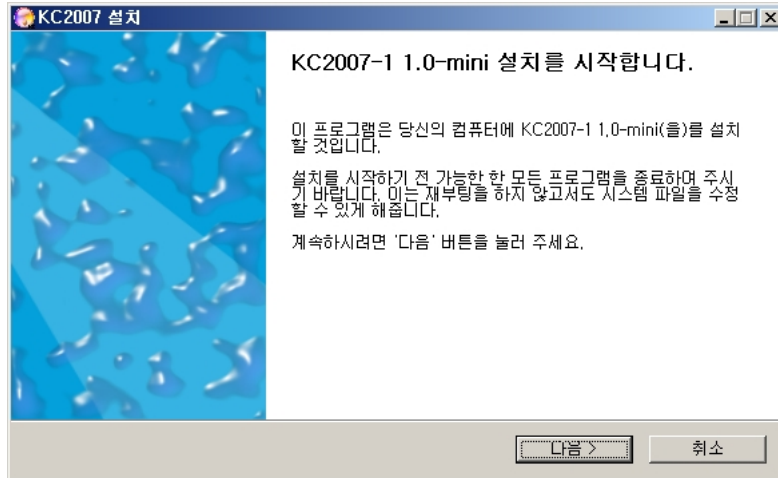 KC2007 설치
KC2007-1 1.0-mini 설치를 시작합니다.
이 프로그램은 당신의 컴퓨터에 KC2007-1 1.0-mini(을)를 설치
할 것입니다.
설치를 시작하기 전 가능한 한 모든 프로그램을 종료하여 주시
기 바랍니다. 이는 재부팅을 하지 않고서도 시스템 파일을 수정
할 수 있게 해줍니다.
계속하시려면 '다음' 버튼을 눌러 주세요.
다음 >
취소